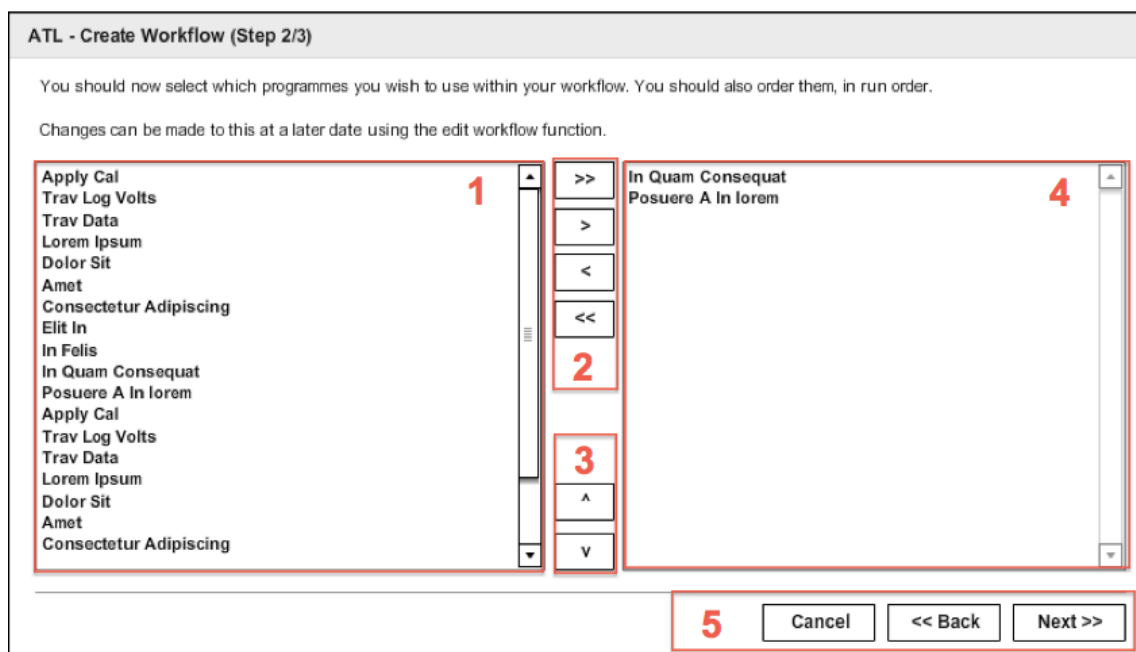 ATL - Create Workflow (Step 2/3)
You should now select which programmes you wish to use within your workflow. You should also order them, in run order.
Changes can be made to this at a later date using the edit workflow function.
1
Apply Cal
Trav Log Volts
Trav Data
Lorem Ipsum
Dolor Sit
Amet
Consectetur Adipiscing
Elit In
In Felis
In Quam Consequat
Posuere A In lorem
Apply Cal
Trav Log Volts
Trav Data
Lorem Ipsum
Dolor Sit
Amet
Consectetur Adipiscing
>>
>
<
<<
2
3
^
v
4
In Quam Consequat
Posuere A In lorem
5
Cancel
<< Back
Next >>